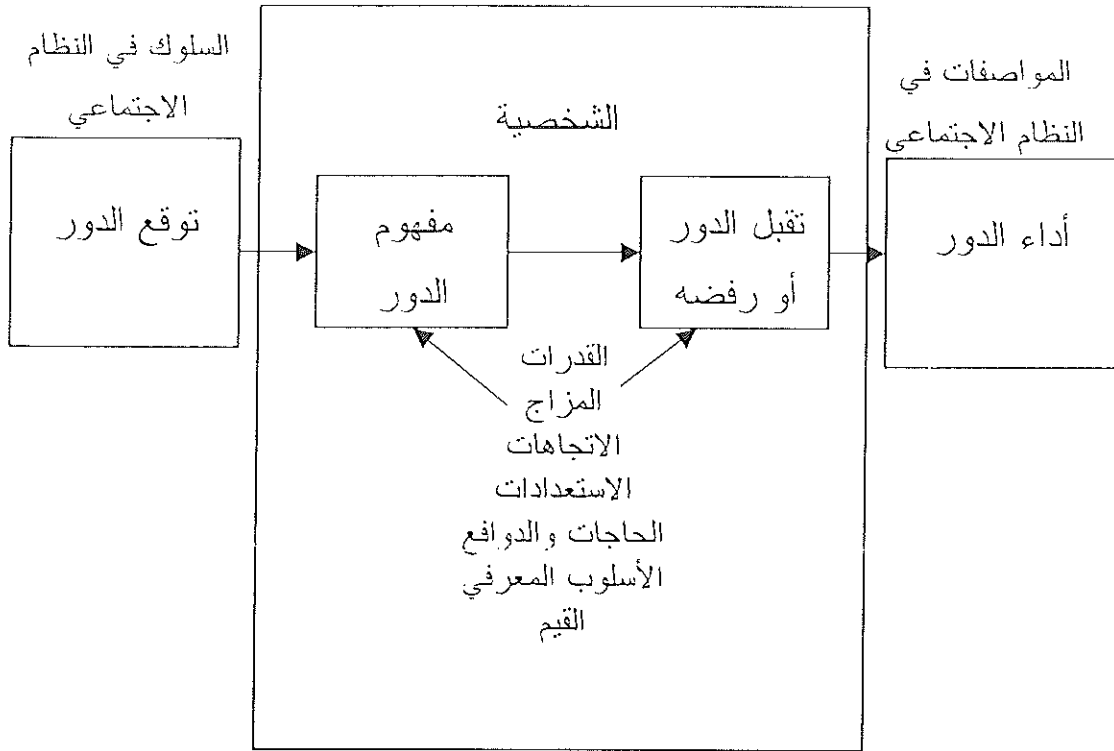 السلوك في النظام
الاجتماعي
توقع الدور
الشخصية
مفهوم
الدور
تقبل الدور
أو رفضه
القدرات
المزاج
الاتجاهات
الاستعدادات
الحاجات والدوافع
الأسلوب المعرفي
القيم
المواصفات في
النظام الاجتماعي
أداء الدور